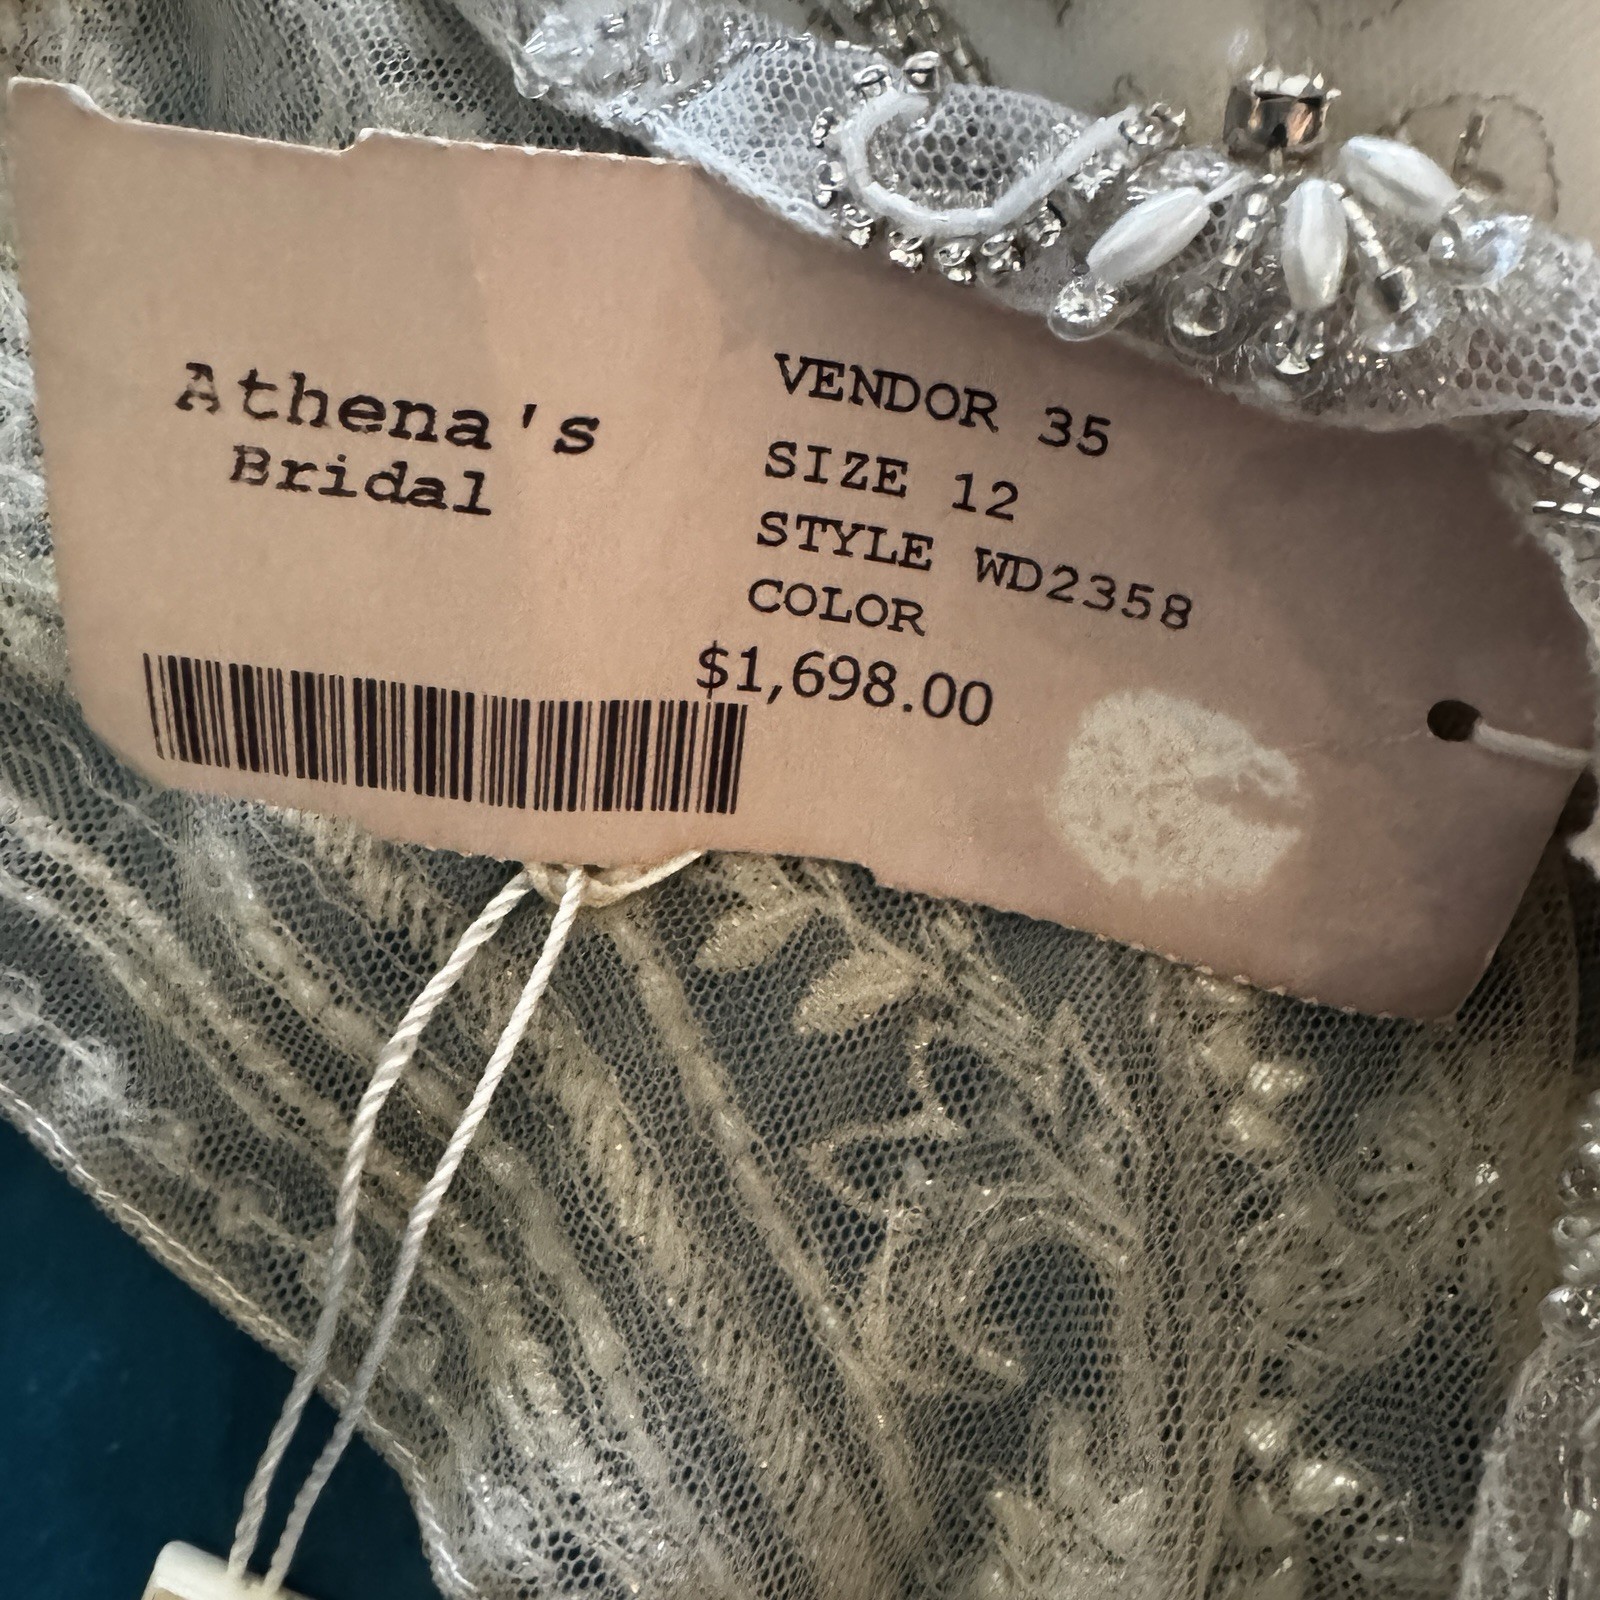 Athena's
Bridal
VENDOR 35
SIZE 12
STYLE WD2358
COLOR
$1,698.00